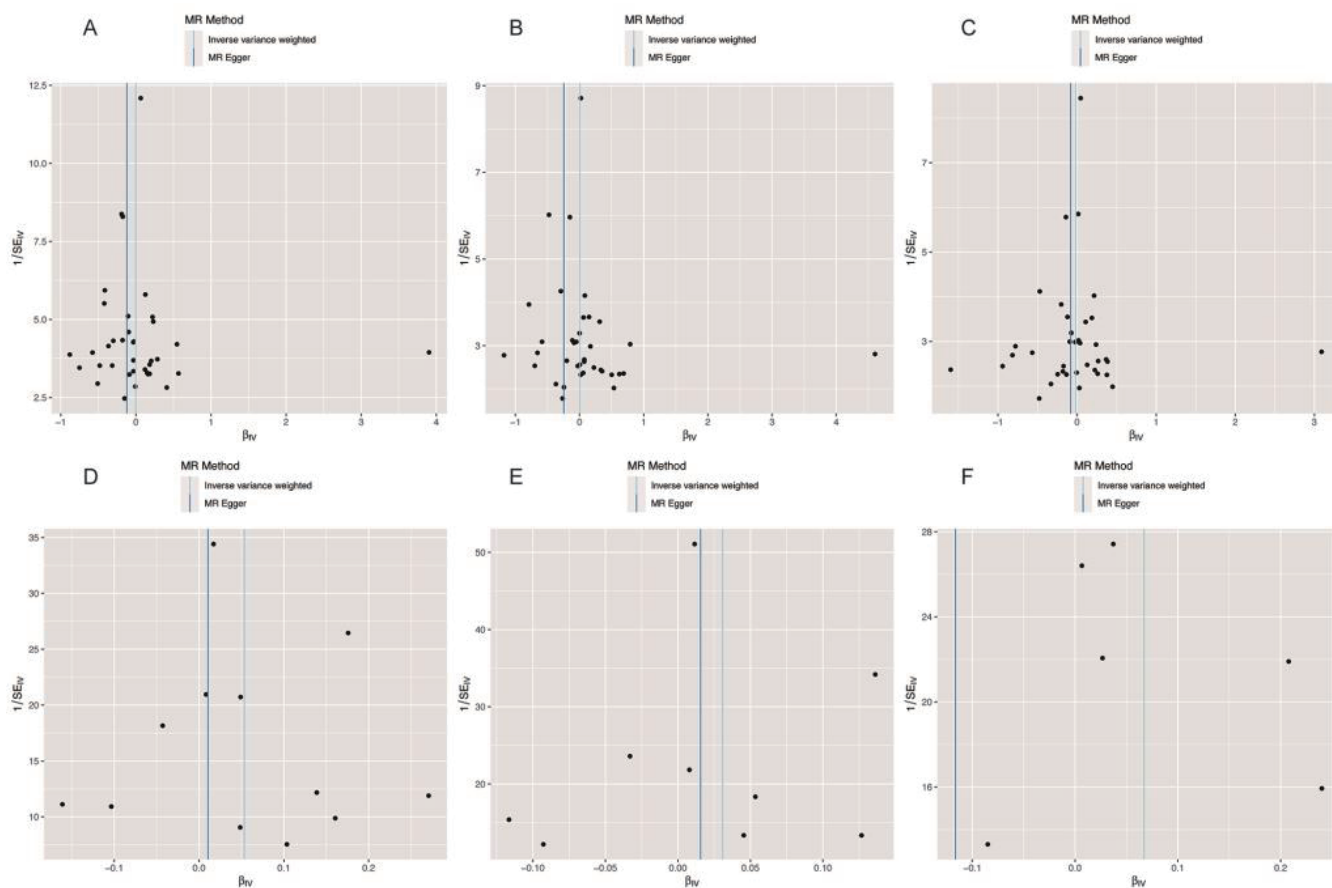 A
MR Method
Inverse variance weighted
MR Egger
12.5
10.0
7.5
5.0
2.5
1/SE_IV
-1
0
1
2
3
4
β_IV
B
MR Method
Inverse variance weighted
MR Egger
9
7
5
3
1/SE_IV
-1
0
1
2
3
4
β_IV
C
MR Method
Inverse variance weighted
MR Egger
7
5
3
1/SE_IV
-1
0
1
2
3
β_IV
D
MR Method
Inverse variance weighted
MR Egger
35
30
25
20
15
10
1/SE_IV
-0.1
0.0
0.1
0.2
β_IV
E
MR Method
Inverse variance weighted
MR Egger
50
40
30
20
1/SE_IV
-0.10
-0.05
0.00
0.05
0.10
β_IV
F
MR Method
Inverse variance weighted
MR Egger
28
24
20
16
1/SE_IV
-0.1
0.0
0.1
0.2
β_IV